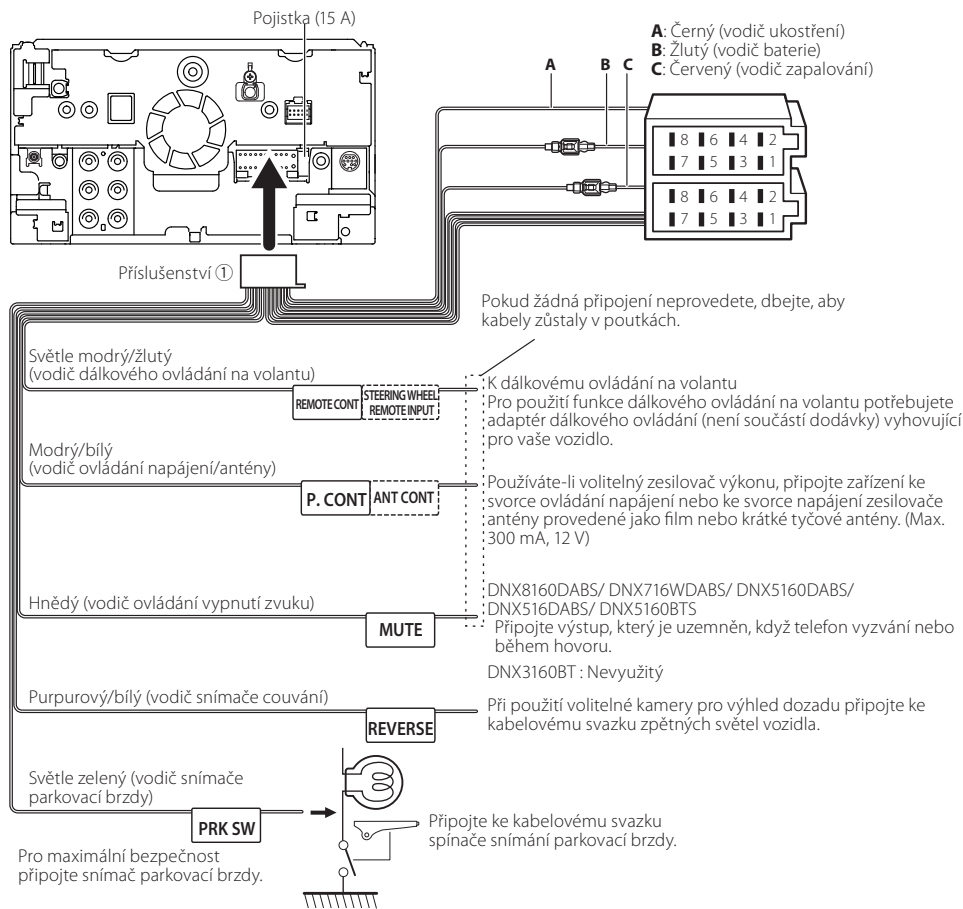 Pojistka (15 A)
A: Černý (vodič ukostření)
B: Žlutý (vodič baterie)
C: Červený (vodič zapalování)
A B C
8 6 4 2
7 5 3 1
8 6 4 2
7 5 3 1
Příslušenství ①
Pokud žádná připojení neprovedete, dbejte, aby
kabely zůstaly v poutkách.
Světle modrý/žlutý
(vodič dálkového ovládání na volantu)
REMOTE CONT
STEERING WHEEL
REMOTE INPUT
K dálkovému ovládání na volantu
Pro použití funkce dálkového ovládání na volantu potřebujete
adaptér dálkového ovládání (není součástí dodávky) vyhovující
pro vaše vozidlo.
Modrý/bílý
(vodič ovládání napájení/antény)
P. CONT
ANT CONT
Používáte-li volitelný zesilovač výkonu, připojte zařízení ke
svorce ovládání napájení nebo ke svorce napájení zesilovače
antény provedené jako film nebo krátké tyčové antény. (Max.
300 mA, 12 V)
Hnědý (vodič ovládání vypnutí zvuku)
MUTE
DNX8160DABS/ DNX716WDABS/ DNX5160DABS/
DNX516DABS/ DNX5160BTS
Připojte výstup, který je uzemněn, když telefon vyzvání nebo
během hovoru.
DNX3160BT : Nevyužitý
Purpurový/bílý (vodič snímače couvání)
REVERSE
Při použití volitelné kamery pro výhled dozadu připojte ke
kabelovému svazku zpětných světel vozidla.
Světle zelený (vodič snímače
parkovací brzdy)
PRK SW
Připojte ke kabelovému svazku
spínače snímání parkovací brzdy.
Pro maximální bezpečnost
připojte snímač parkovací brzdy.